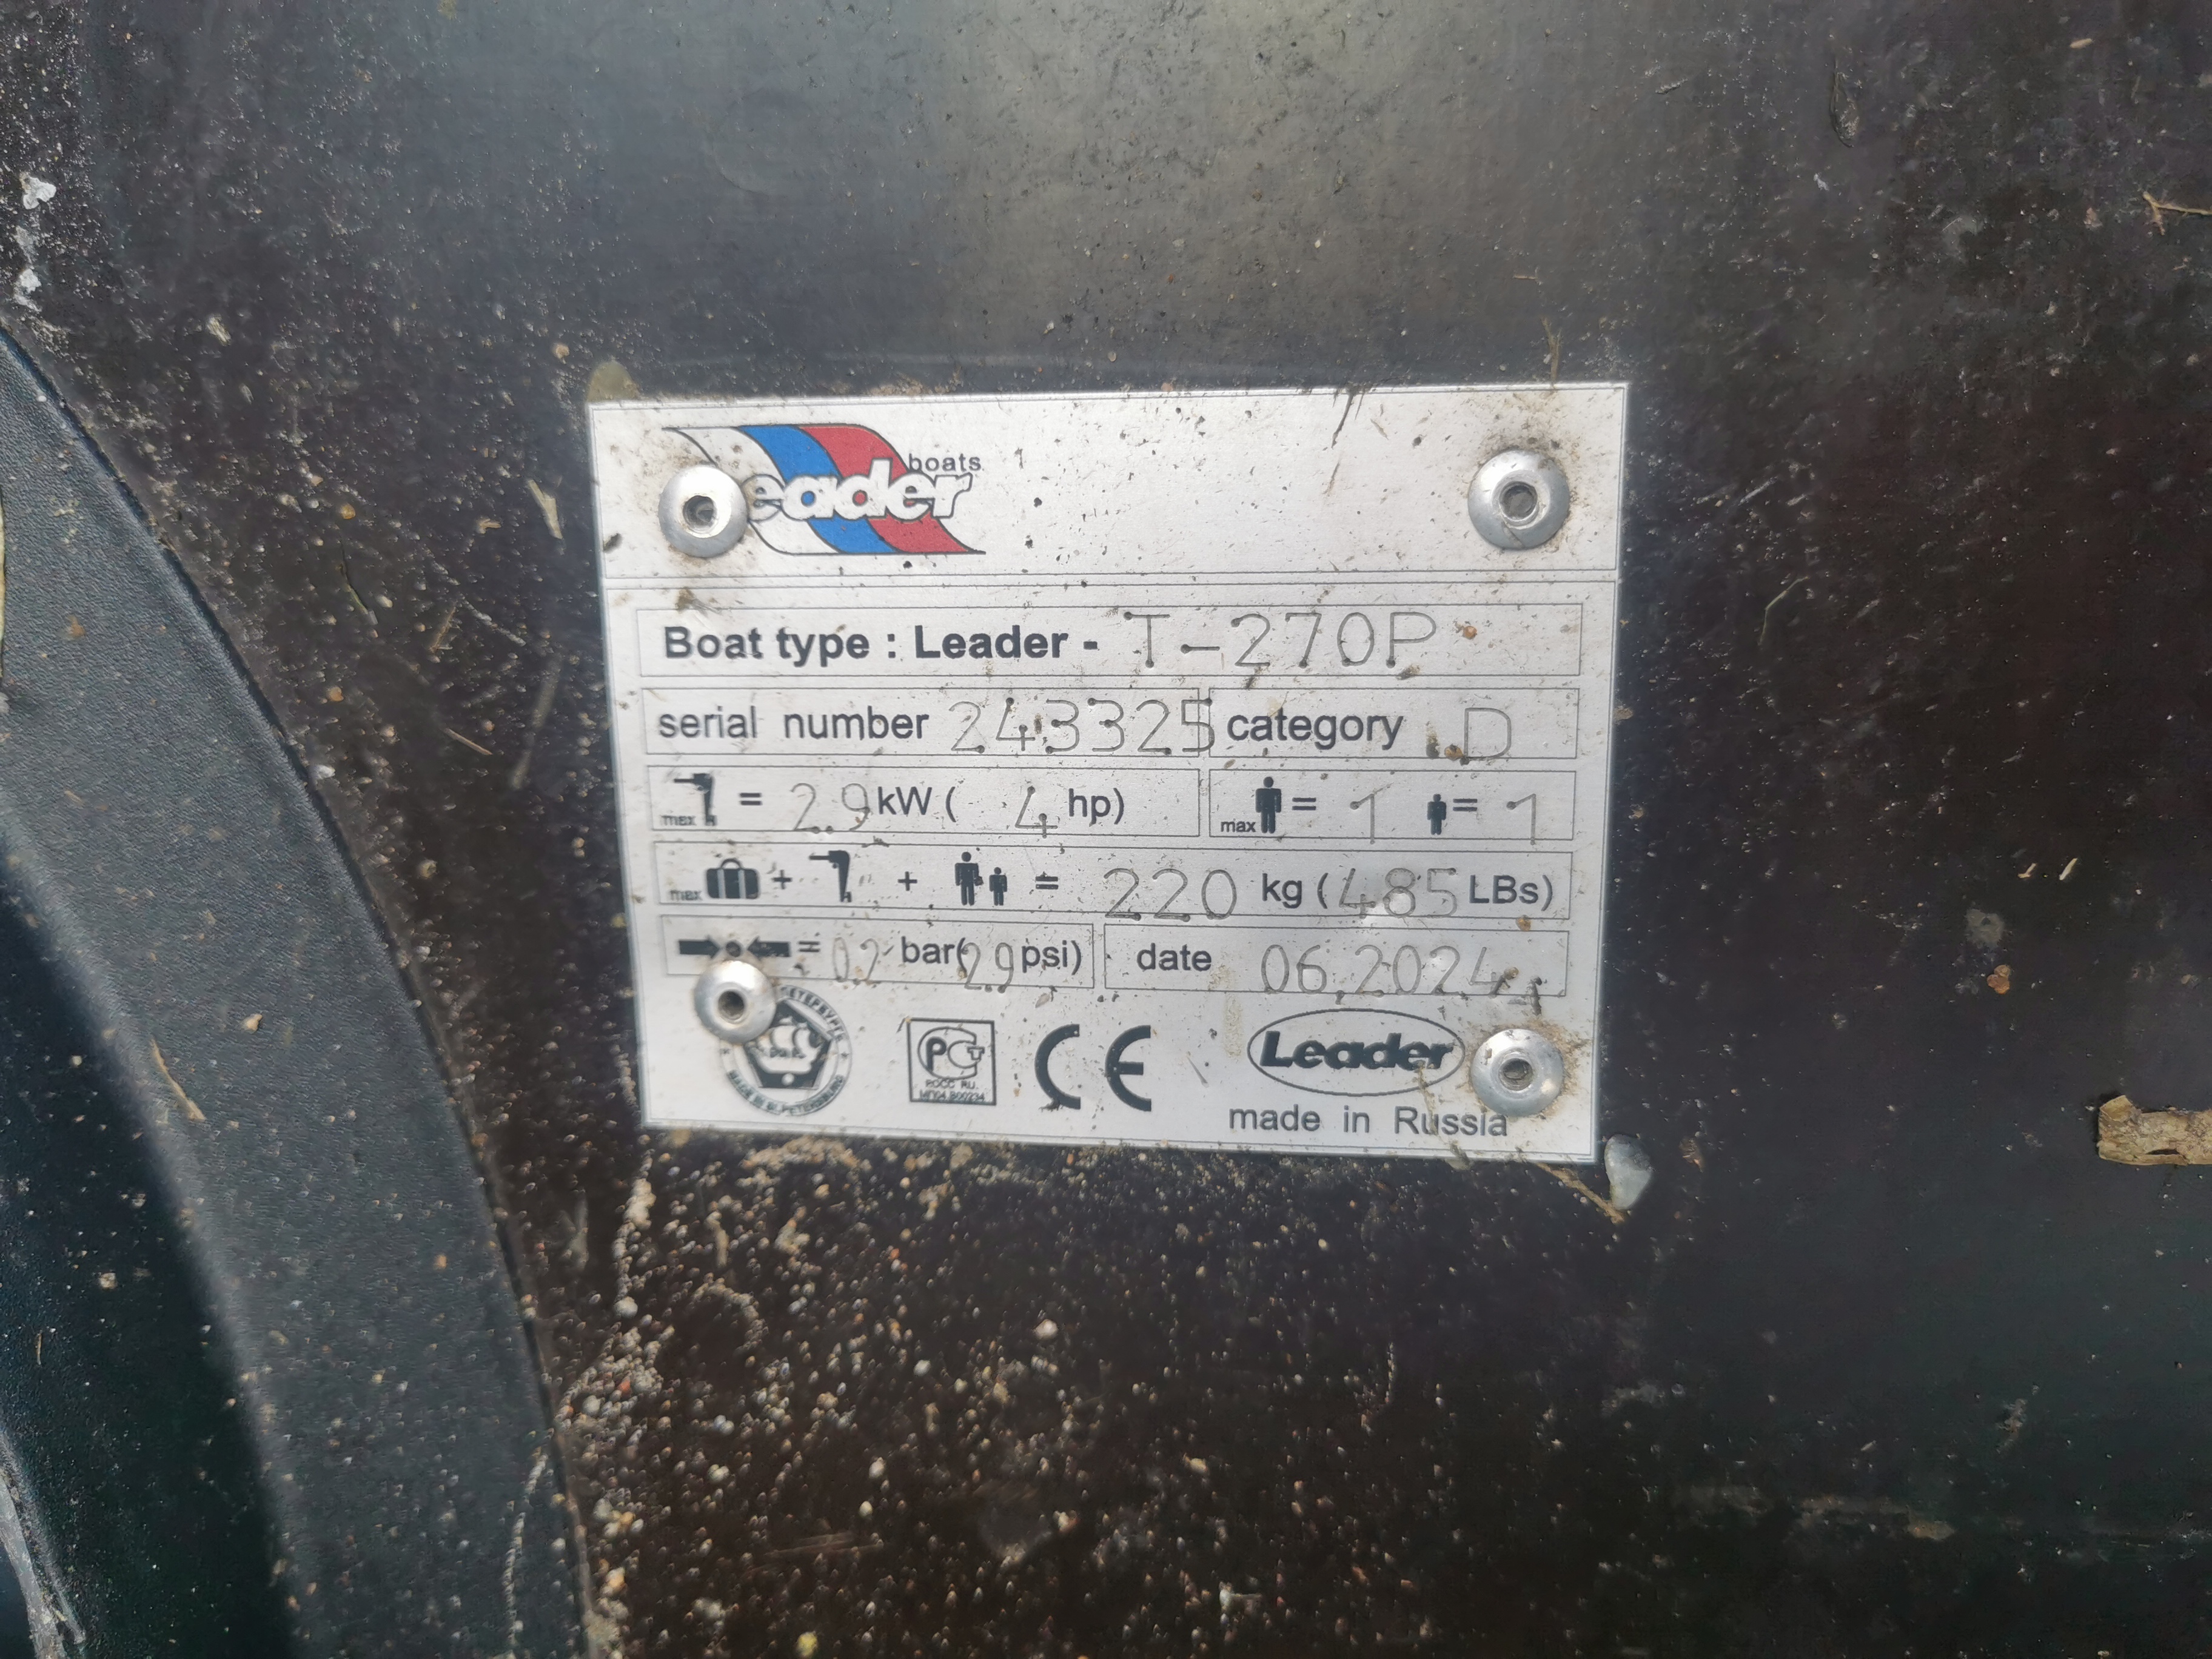 boats
Leader
Boat type : Leader - T-270P
serial number 243325 category D
max = 2.9 kW ( 4 hp) max = 1 = 1
max + + = 220 kg (485 LBs)
= 0.2 bar(2.9 psi) date 06.2024
PCT
РОСС RU.
CE
Leader
made in Russia